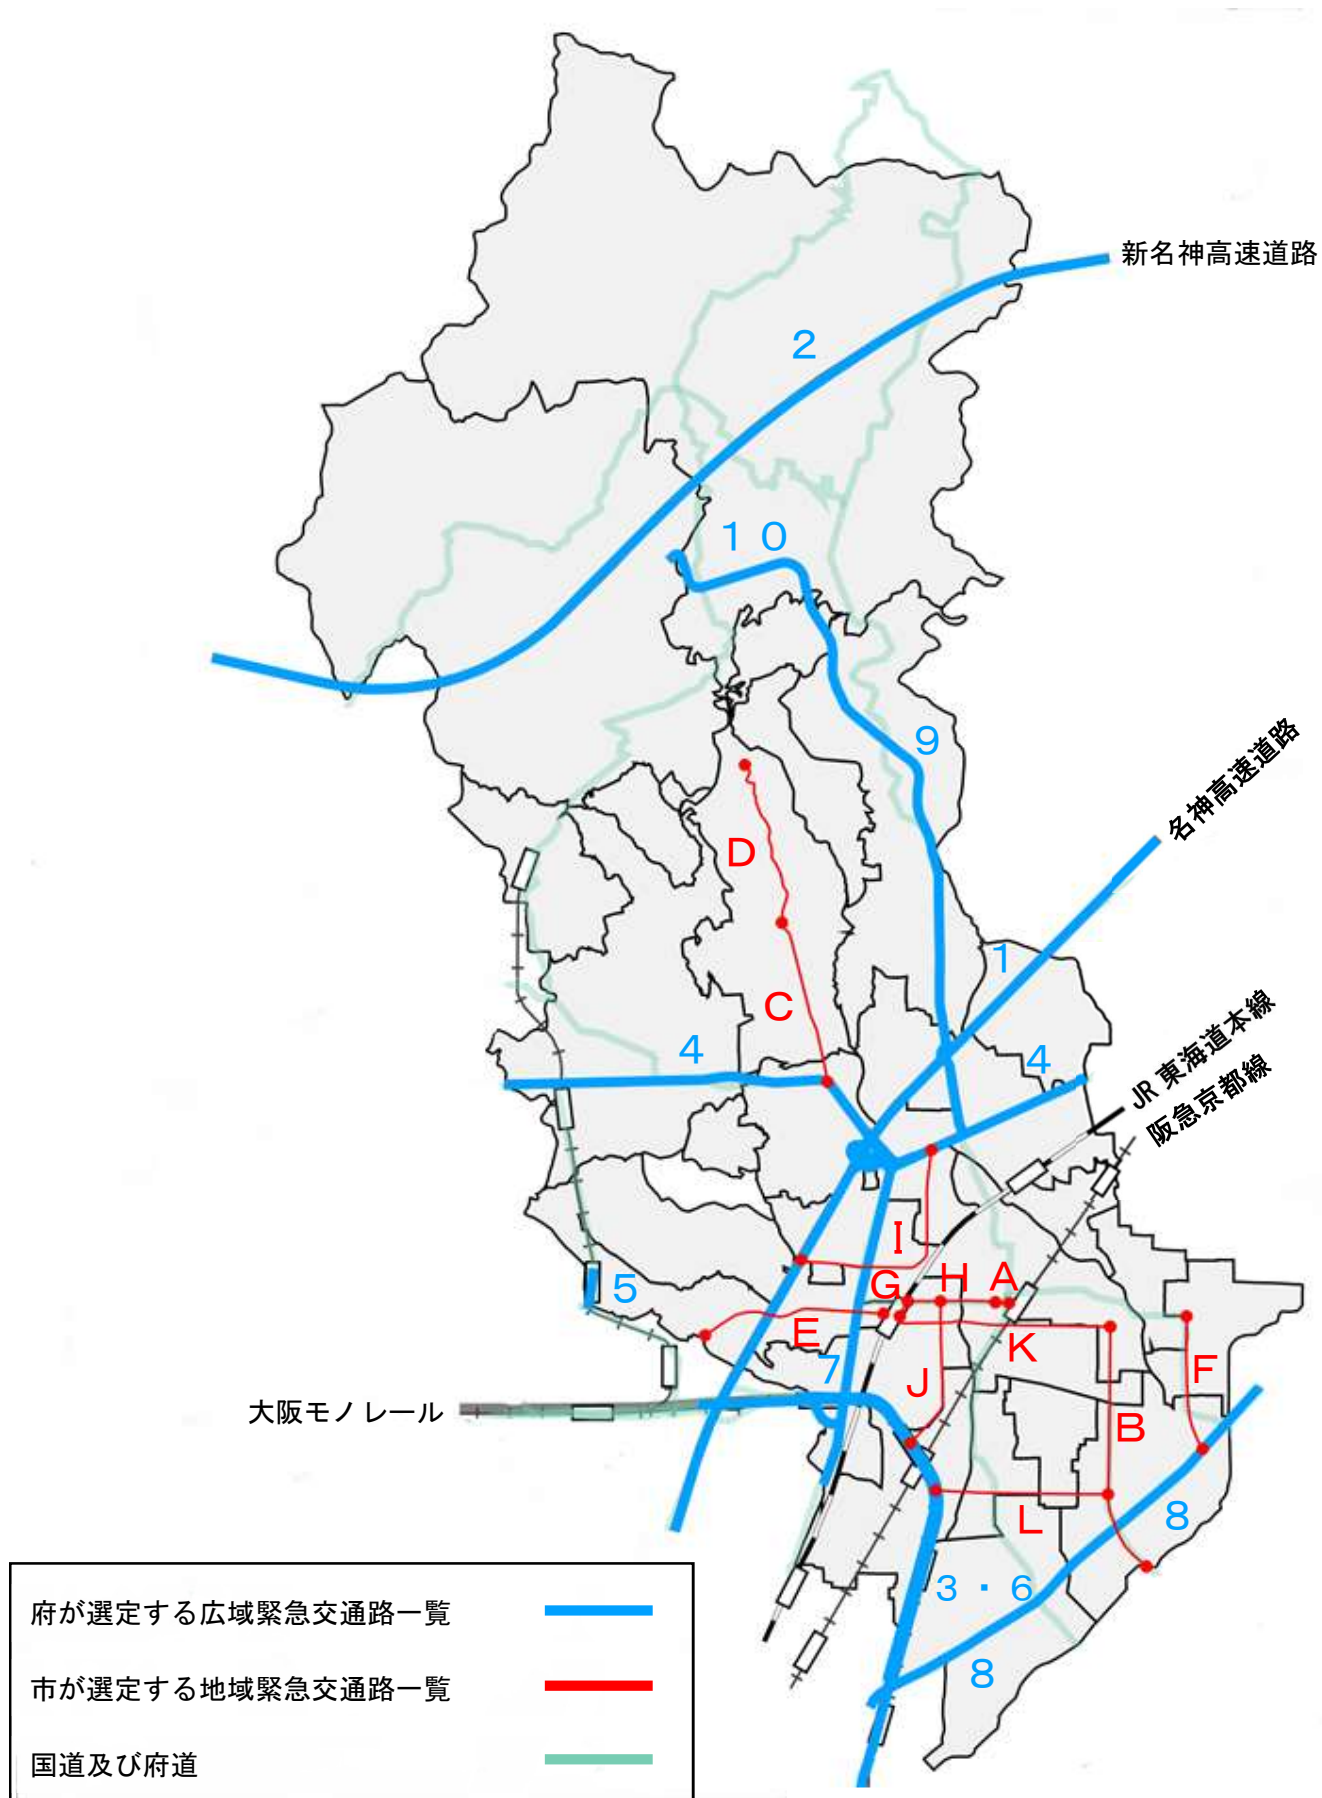 新名神高速道路
2
10
9
名神高速道路
D
1
C
JR東海道本線
4
4
阪急京都線
I
5
G
H
A
E
K
F
7
J
大阪モノレール
B
8
L
3・6
8
府が選定する広域緊急交通路一覧
市が選定する地域緊急交通路一覧
国道及び府道